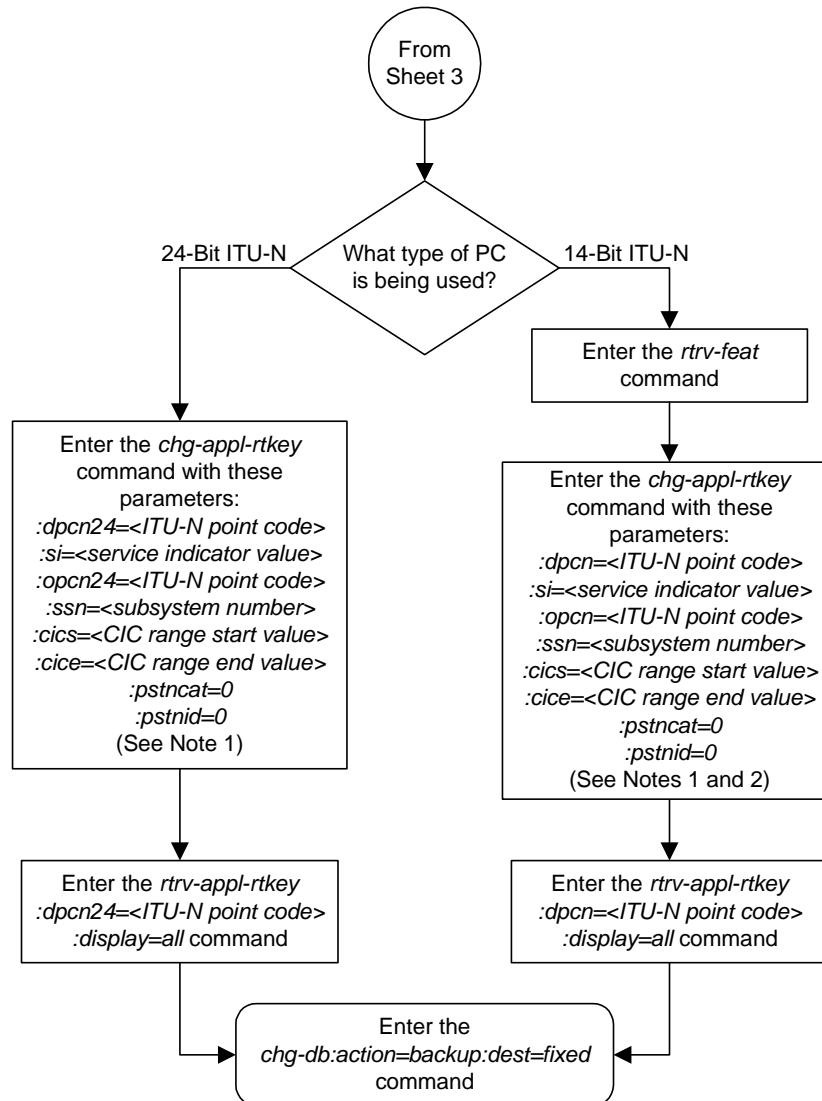 From
Sheet 3
What type of PC
is being used?
24-Bit ITU-N
14-Bit ITU-N
Enter the rtrv-feat
command
Enter the chg-appl-rtkey
command with these
parameters:
:dpcn24=<ITU-N point code>
:si=<service indicator value>
:opcn24=<ITU-N point code>
:ssn=<subsystem number>
:cics=<CIC range start value>
:cice=<CIC range end value>
:pstncat=0
:pstnid=0
(See Note 1)
Enter the chg-appl-rtkey
command with these
parameters:
:dpcn=<ITU-N point code>
:si=<service indicator value>
:opcn=<ITU-N point code>
:ssn=<subsystem number>
:cics=<CIC range start value>
:cice=<CIC range end value>
:pstncat=0
:pstnid=0
(See Notes 1 and 2)
Enter the rtrv-appl-rtkey
:dpcn24=<ITU-N point code>
:display=all command
Enter the rtrv-appl-rtkey
:dpcn=<ITU-N point code>
:display=all command
Enter the
chg-db:action=backup:dest=fixed
command